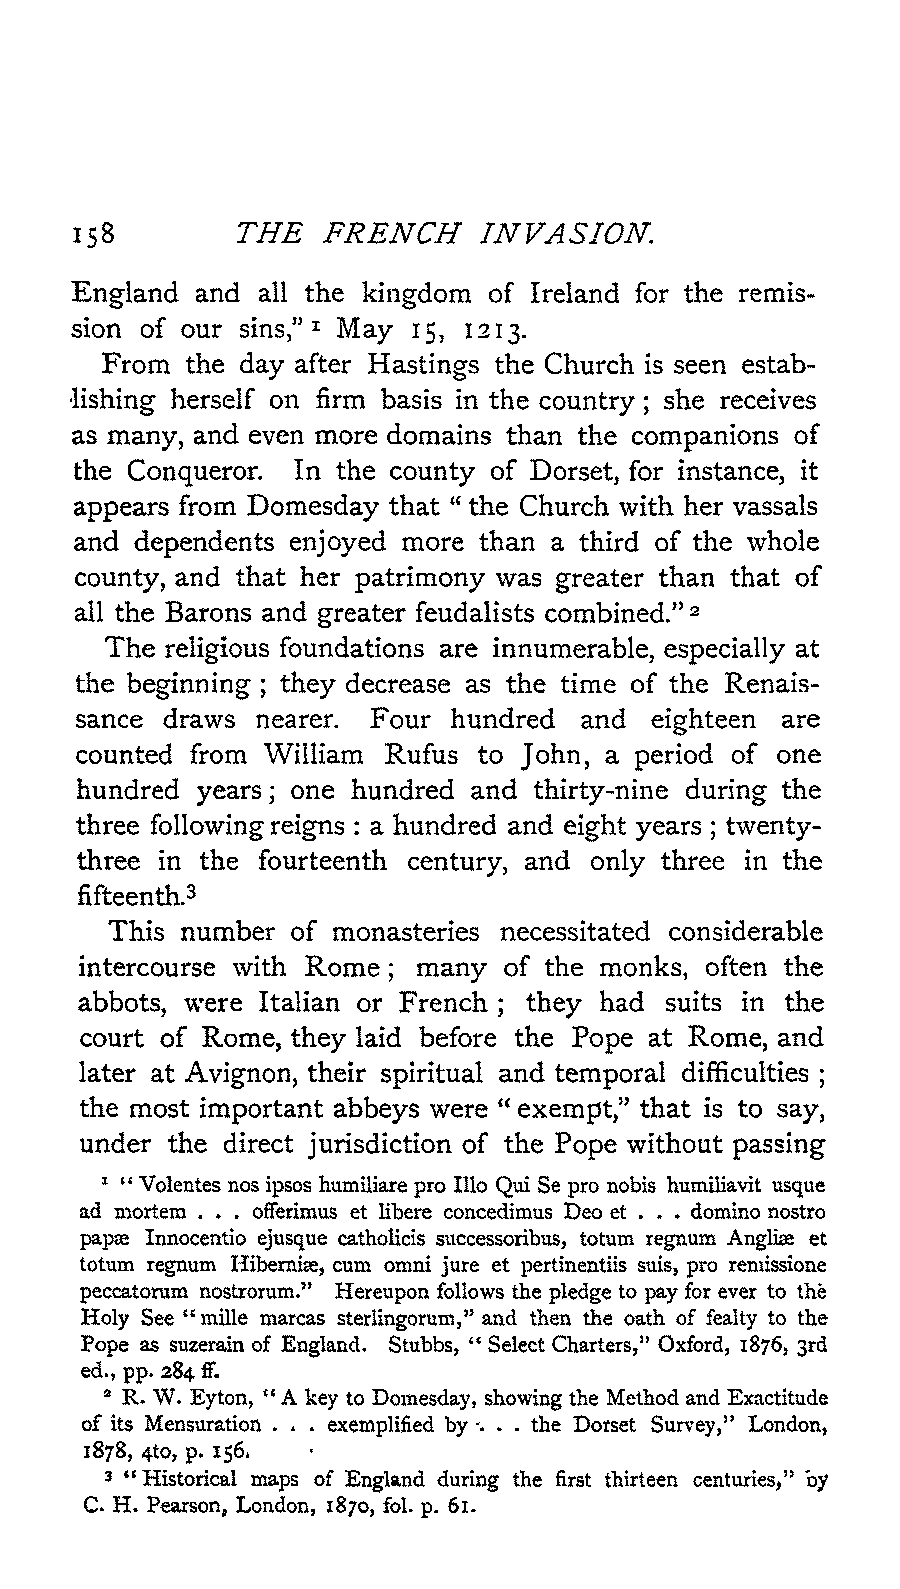 158 THE FRENCH INVASION.
England and all the kingdom of Ireland for the remis-
sion of our sins,” ¹ May 15, 1213.
From the day after Hastings the Church is seen estab-
lishing herself on firm basis in the country ; she receives
as many, and even more domains than the companions of
the Conqueror. In the county of Dorset, for instance, it
appears from Domesday that “ the Church with her vassals
and dependents enjoyed more than a third of the whole
county, and that her patrimony was greater than that of
all the Barons and greater feudalists combined.” ²
The religious foundations are innumerable, especially at
the beginning ; they decrease as the time of the Renais-
sance draws nearer. Four hundred and eighteen are
counted from William Rufus to John, a period of one
hundred years ; one hundred and thirty-nine during the
three following reigns : a hundred and eight years ; twenty-
three in the fourteenth century, and only three in the
fifteenth.³
This number of monasteries necessitated considerable
intercourse with Rome ; many of the monks, often the
abbots, were Italian or French ; they had suits in the
court of Rome, they laid before the Pope at Rome, and
later at Avignon, their spiritual and temporal difficulties ;
the most important abbeys were “ exempt,” that is to say,
under the direct jurisdiction of the Pope without passing
¹ “ Volentes nos ipsos humiliare pro Illo Qui Se pro nobis humiliavit usque
ad mortem . . . offerimus et libere concedimus Deo et . . . domino nostro
papæ Innocentio ejusque catholicis successoribus, totum regnum Angliæ et
totum regnum Hiberniæ, cum omni jure et pertinentiis suis, pro remissione
peccatorum nostrorum.” Hereupon follows the pledge to pay for ever to the
Holy See “ mille marcas sterlingorum,” and then the oath of fealty to the
Pope as suzerain of England. Stubbs, “ Select Charters,” Oxford, 1876, 3rd
ed., pp. 284 ff.
² R. W. Eyton, “ A key to Domesday, showing the Method and Exactitude
of its Mensuration . . . exemplified by . . . the Dorset Survey,” London,
1878, 4to, p. 156.
³ “ Historical maps of England during the first thirteen centuries,” by
C. H. Pearson, London, 1870, fol. p. 61.